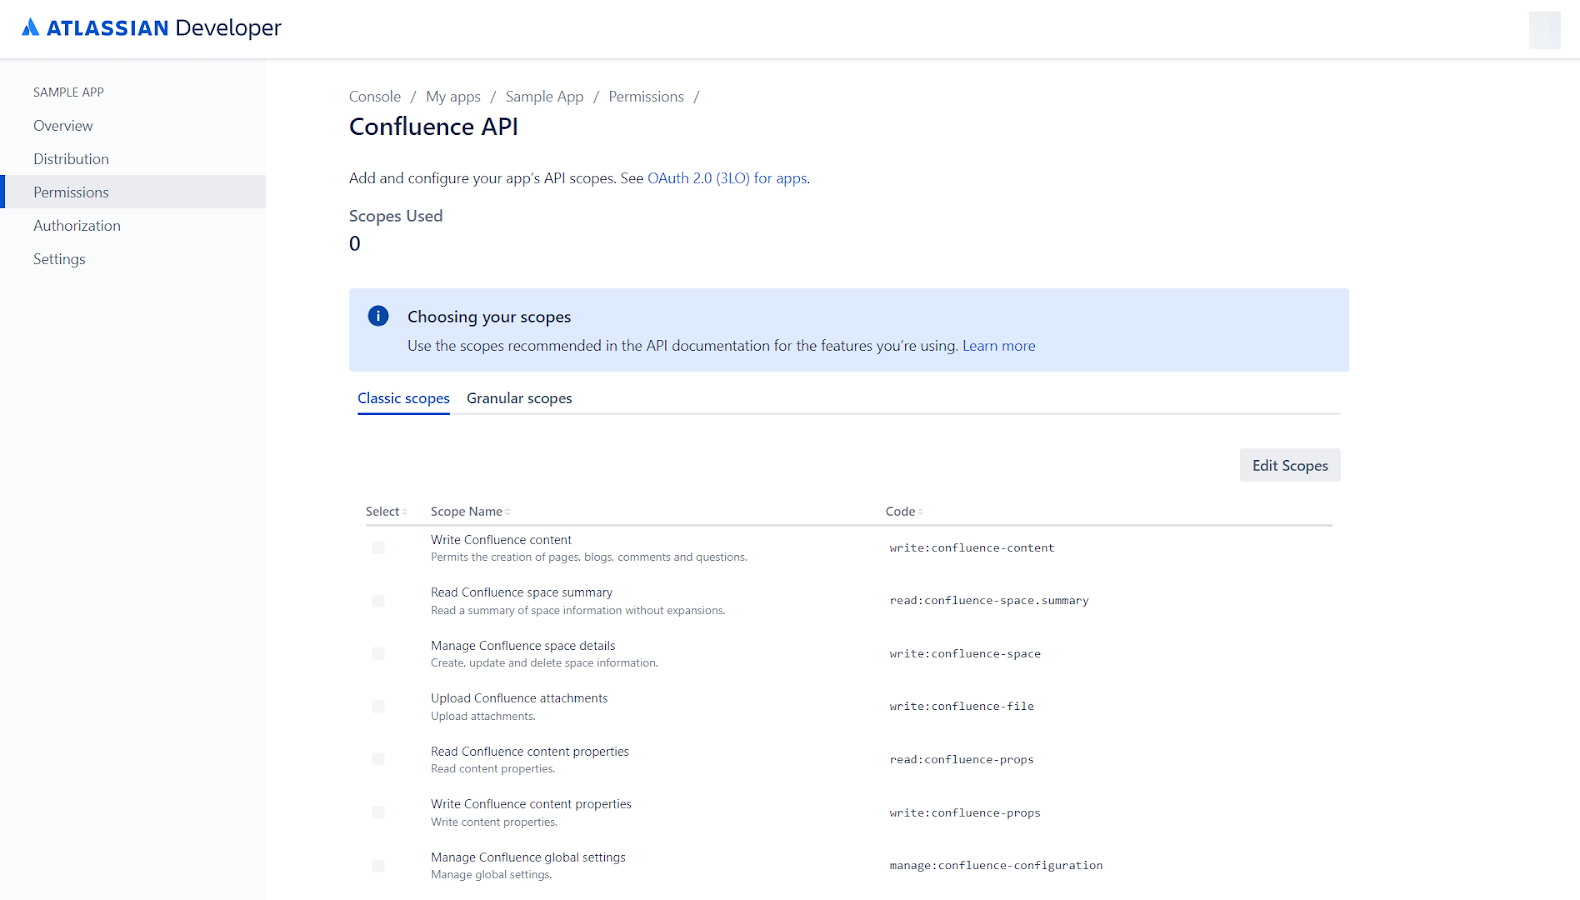 ATLASSIAN Developer
SAMPLE APP
Overview
Distribution
Permissions
Authorization
Settings
Console / My apps / Sample App / Permissions /
Confluence API
Add and configure your app's API scopes. See OAuth 2.0 (3LO) for apps.
Scopes Used
0
Choosing your scopes
Use the scopes recommended in the API documentation for the features you're using. Learn more
Classic scopes Granular scopes
Edit Scopes
Select Scope Name Code
Write Confluence content
Permits the creation of pages, blogs, comments and questions.
write:confluence-content
Read Confluence space summary
Read a summary of space information without expansions.
read:confluence-space.summary
Manage Confluence space details
Create, update and delete space information.
write:confluence-space
Upload Confluence attachments
Upload attachments.
write:confluence-file
Read Confluence content properties
Read content properties.
read:confluence-props
Write Confluence content properties
Write content properties.
write:confluence-props
Manage Confluence global settings
Manage global settings.
manage:confluence-configuration